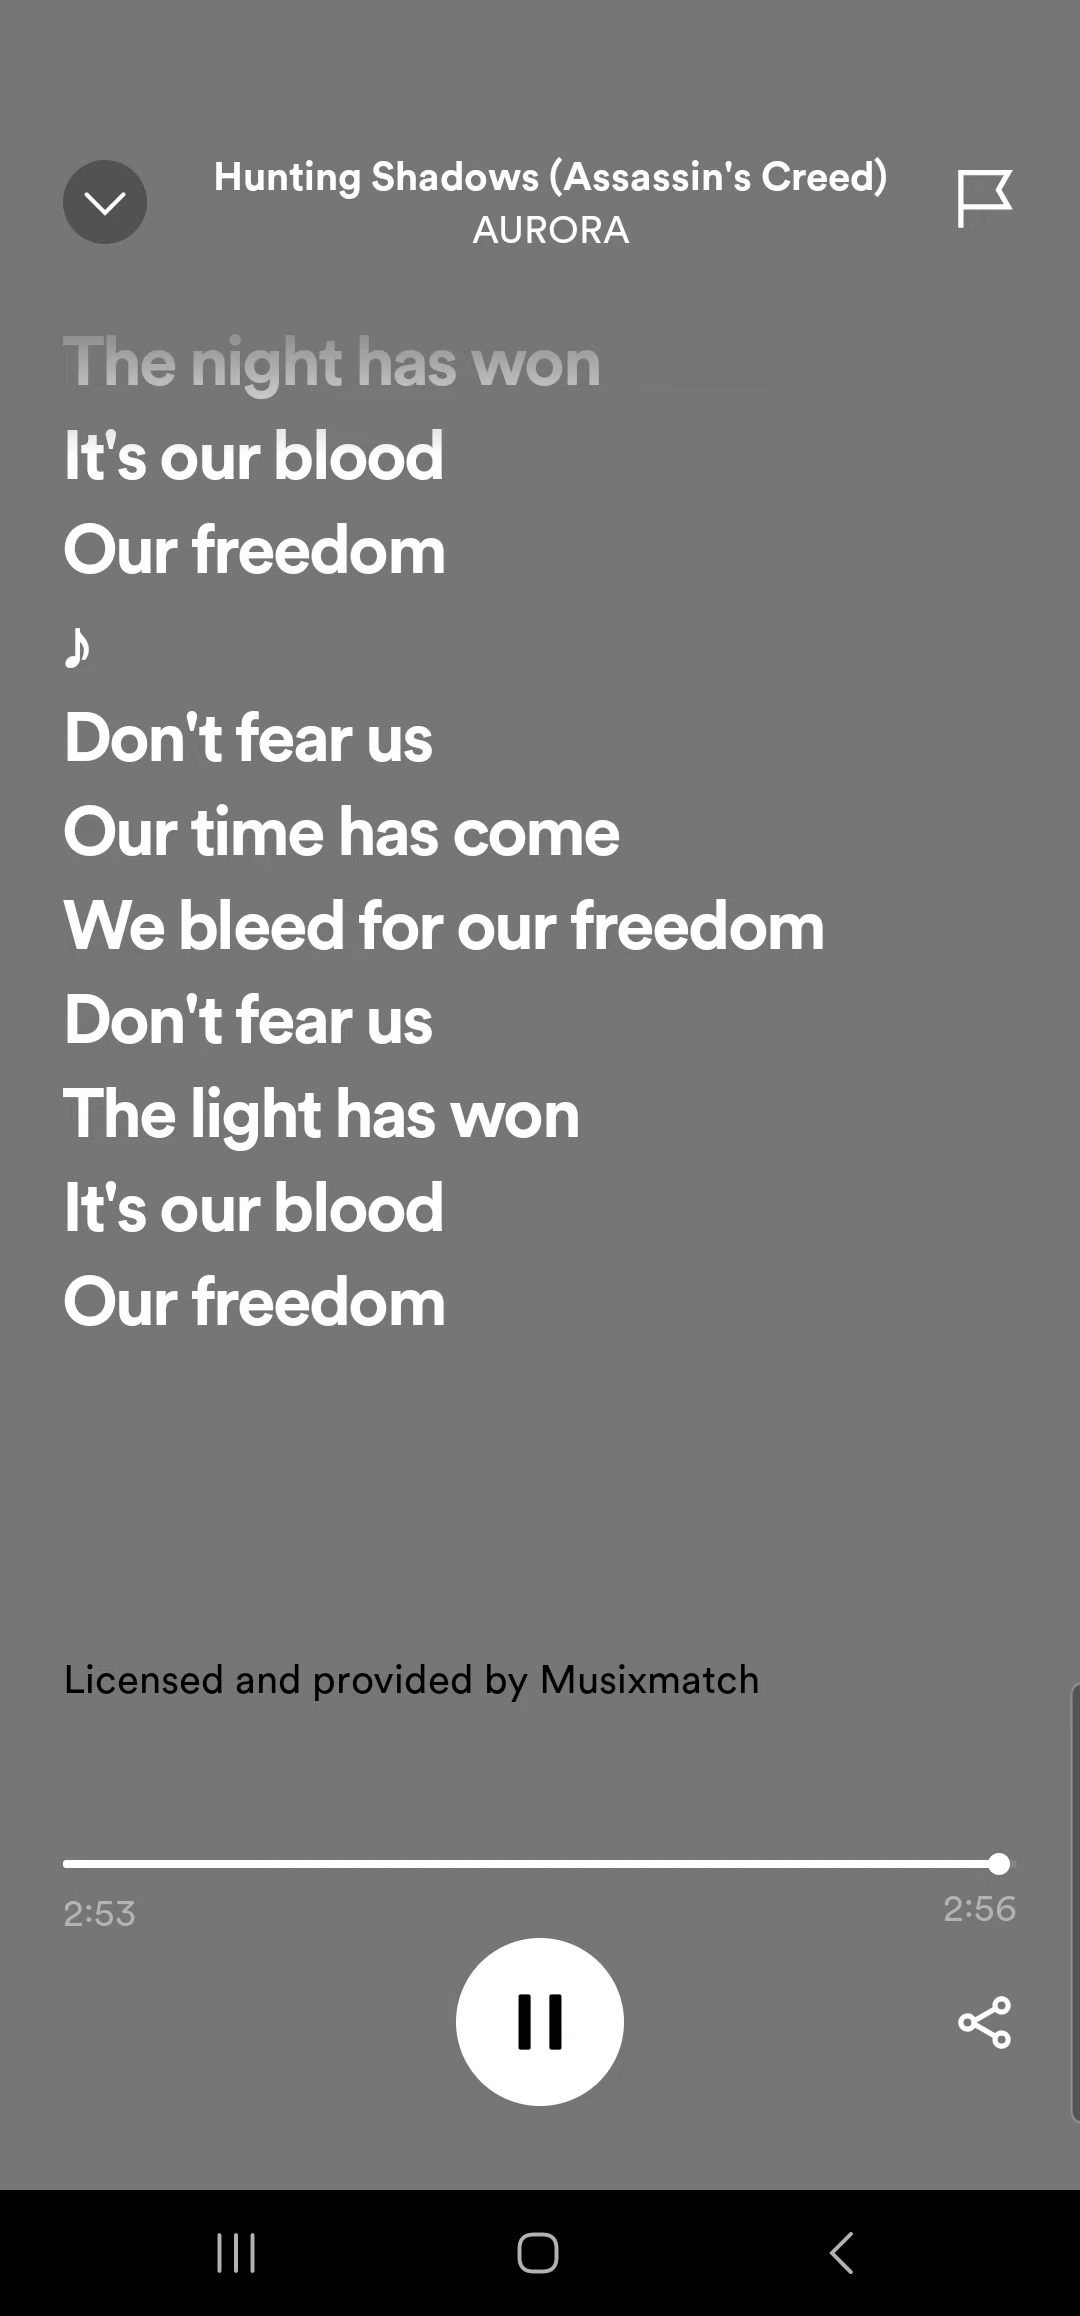 Hunting Shadows (Assassin's Creed)
AURORA
The night has won
It's our blood
Our freedom
♪
Don't fear us
Our time has come
We bleed for our freedom
Don't fear us
The light has won
It's our blood
Our freedom
Licensed and provided by Musixmatch
2:53
2:56